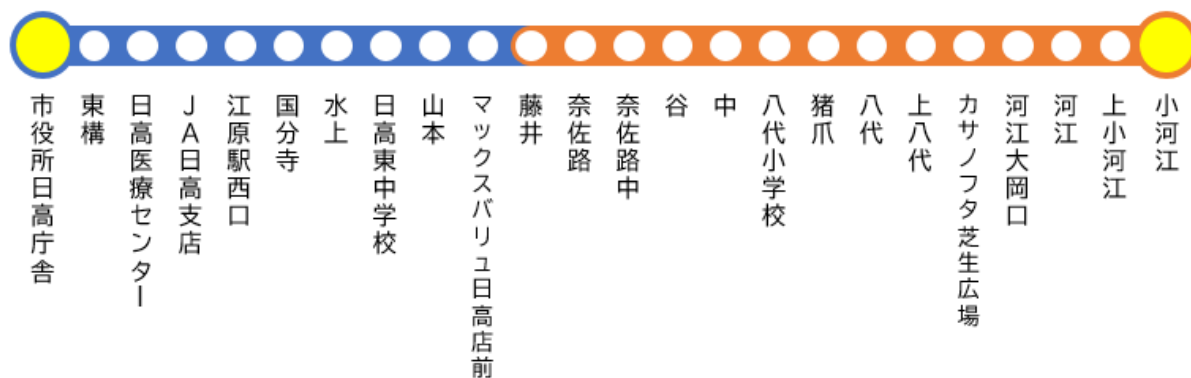 市役所日高庁舎
東構
日高医療センター
ＪＡ日高支店
江原駅西口
国分寺
水上
日高東中学校
山本
マックスバリュ日高店前
藤井
奈佐路
奈佐路中
谷
中
八代小学校
猪爪
八代
上八代
カサノフタ芝生広場
河江大岡口
河江
上小河江
小河江